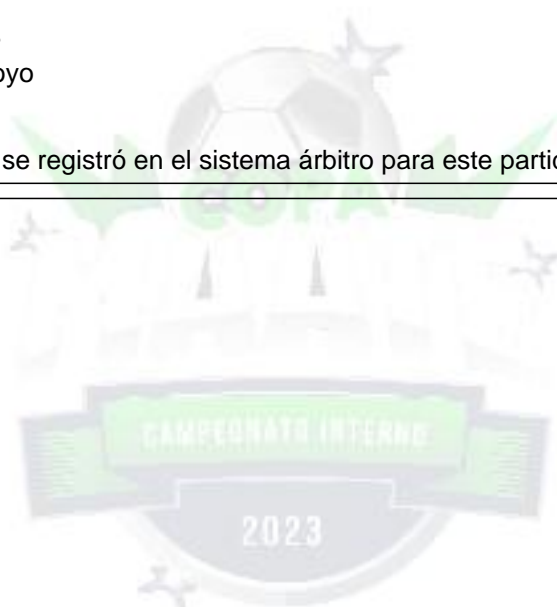 oyo
se registró en el sistema árbitro para este partid
COPA
CAMPEONATO INTERNO
2023